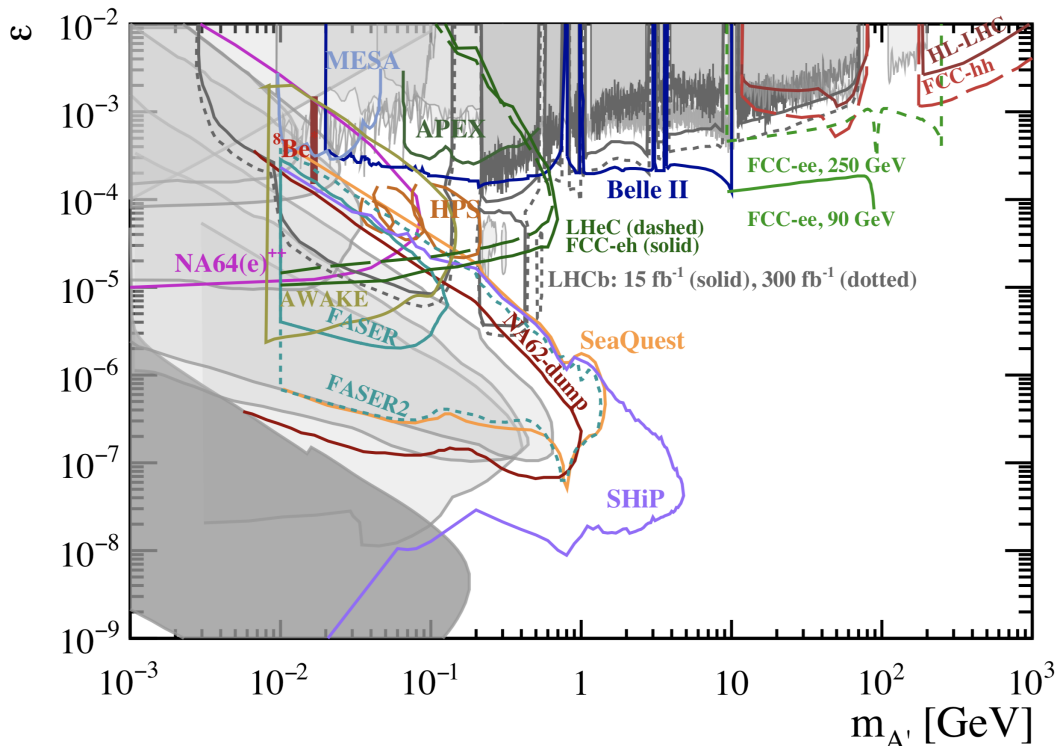 ε
10⁻²
10⁻³
10⁻⁴
10⁻⁵
10⁻⁶
10⁻⁷
10⁻⁸
10⁻⁹
MESA
HL-LHC
FCC-hh
⁸Be
APEX
FCC-ee, 250 GeV
Belle II
HPS
FCC-ee, 90 GeV
LHeC (dashed)
FCC-eh (solid)
NA64(e)⁺⁺
LHCb: 15 fb⁻¹ (solid), 300 fb⁻¹ (dotted)
AWAKE
FASER
SeaQuest
NA62-dump
FASER2
SHiP
10⁻³
10⁻²
10⁻¹
1
10
10²
10³
m_A' [GeV]